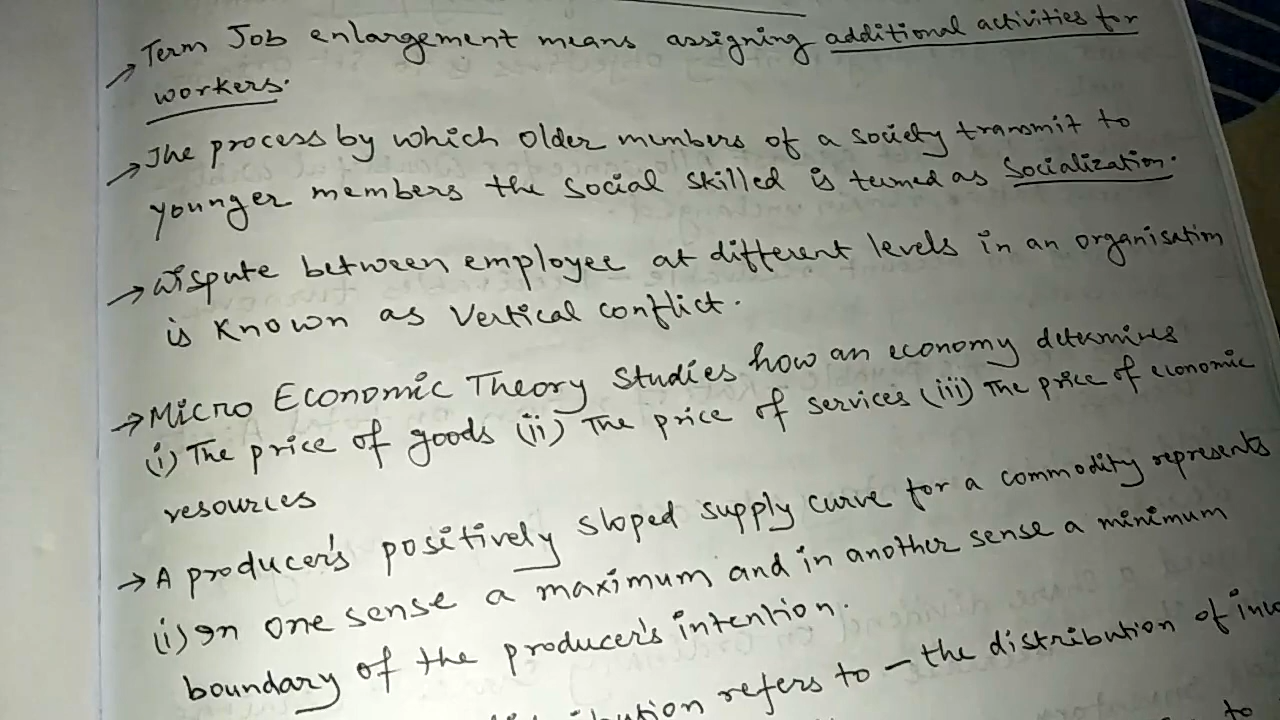 → Term Job enlargement means assigning additional activities for
workers.
→ The process by which older members of a society transmit to
younger members the social skilled is termed as Socialization.
→ dispute between employee at different levels in an organisation
is known as Vertical conflict.
→ Micro Economic Theory Studies how an economy determines
(i) The price of goods (ii) The price of services (iii) The price of economic
resources
→ A producer's positively sloped supply curve for a commodity represents
(i) In one sense a maximum and in another sense a minimum
boundary of the producer's intention.
refers to - the distribution of
to